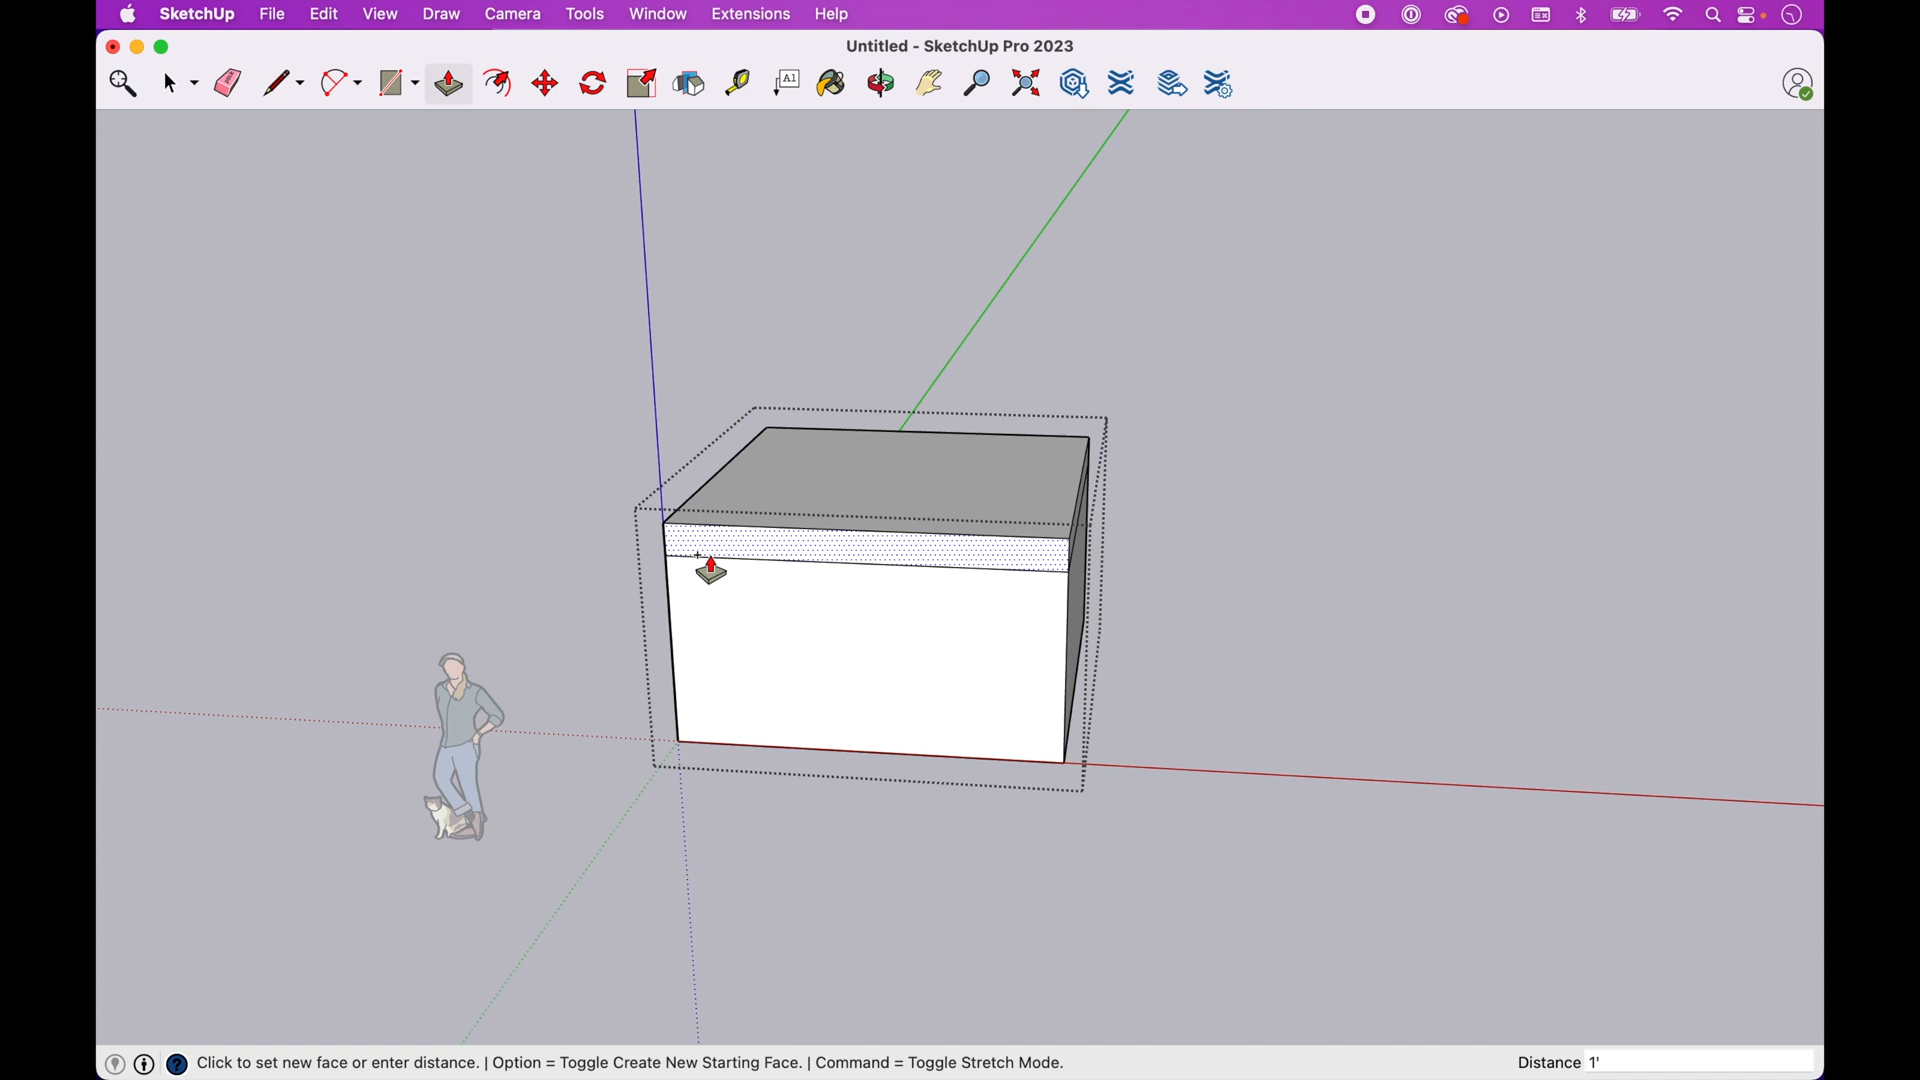 SketchUp File Edit View Draw Camera Tools Window Extensions Help
Untitled - SketchUp Pro 2023
A1
Click to set new face or enter distance. | Option = Toggle Create New Starting Face. | Command = Toggle Stretch Mode.
Distance 1'